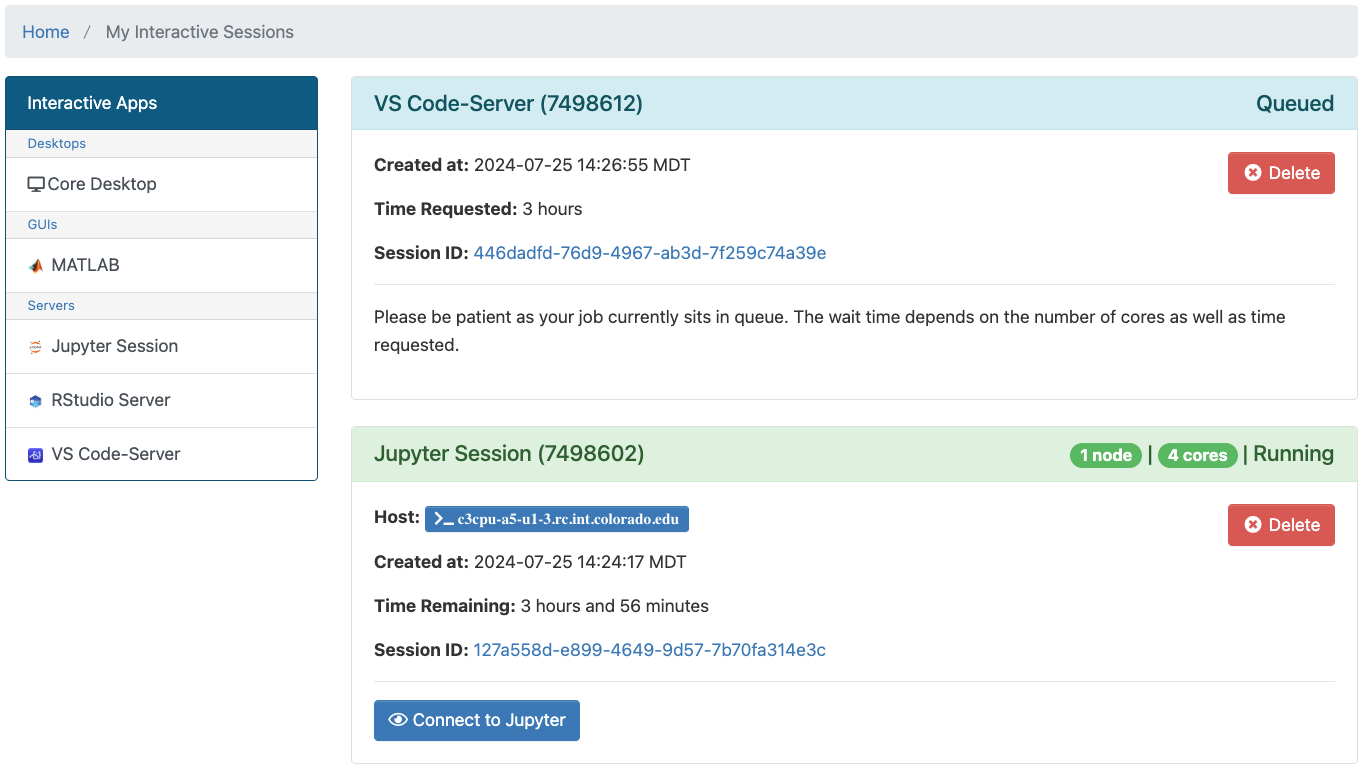 Home / My Interactive Sessions
Interactive Apps
Desktops
Core Desktop
GUIs
MATLAB
Servers
Jupyter Session
RStudio Server
VS Code-Server
VS Code-Server (7498612) Queued
Created at: 2024-07-25 14:26:55 MDT
Delete
Time Requested: 3 hours
Session ID: 446dadfd-76d9-4967-ab3d-7f259c74a39e
Please be patient as your job currently sits in queue. The wait time depends on the number of cores as well as time
requested.
Jupyter Session (7498602) 1 node | 4 cores | Running
Host: >_ c3cpu-a5-u1-3.rc.int.colorado.edu
Delete
Created at: 2024-07-25 14:24:17 MDT
Time Remaining: 3 hours and 56 minutes
Session ID: 127a558d-e899-4649-9d57-7b70fa314e3c
Connect to Jupyter